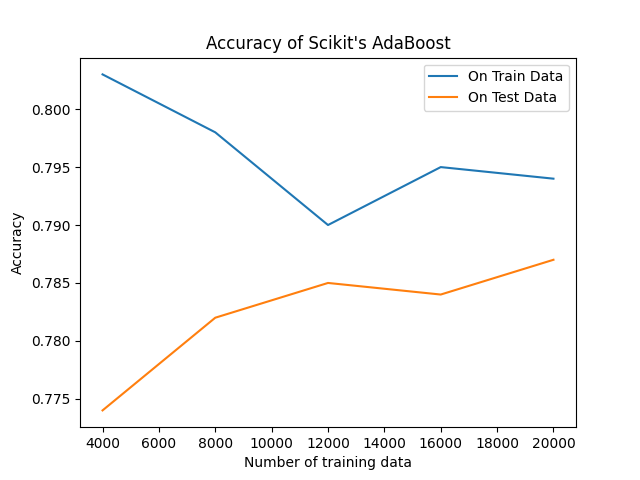 Accuracy of Scikit's AdaBoost
On Train Data
On Test Data
0.800
0.795
0.790
0.785
0.780
0.775
Accuracy
4000 6000 8000 10000 12000 14000 16000 18000 20000
Number of training data